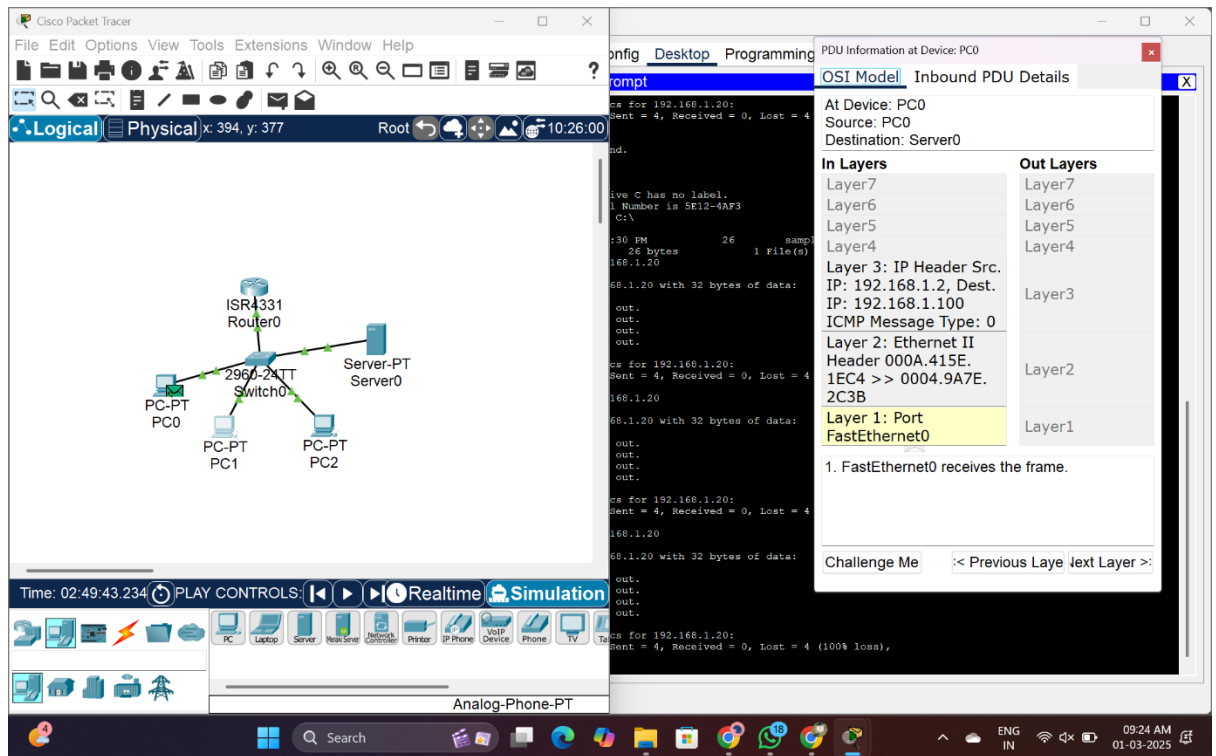 Cisco Packet Tracer
File Edit Options View Tools Extensions Window Help
?
Logical Physical x: 394, y: 377 Root 10:26:00
ISR4331
Router0
2960-24TT
Switch0
Server-PT
Server0
PC-PT
PC0
PC-PT
PC1
PC-PT
PC2
Time: 02:49:43.234 PLAY CONTROLS: Realtime Simulation
PC Laptop Server Meraki Server Network Controller Printer IP Phone VoIP Device Phone TV Ta
Analog-Phone-PT
onfig Desktop Programming
rompt X
cs for 192.168.1.20:
Sent = 4, Received = 0, Lost = 4
nd.
ive C has no label.
l Number is 5E12-4AF3
C:\
:30 PM 26 sampl
26 bytes 1 File(s)
168.1.20
68.1.20 with 32 bytes of data:
out.
out.
out.
out.
cs for 192.168.1.20:
Sent = 4, Received = 0, Lost = 4
168.1.20
68.1.20 with 32 bytes of data:
out.
out.
out.
out.
cs for 192.168.1.20:
Sent = 4, Received = 0, Lost = 4
168.1.20
68.1.20 with 32 bytes of data:
out.
out.
out.
out.
cs for 192.168.1.20:
Sent = 4, Received = 0, Lost = 4 (100% loss),
PDU Information at Device: PC0
OSI Model Inbound PDU Details
At Device: PC0
Source: PC0
Destination: Server0
In Layers Out Layers
Layer7 Layer7
Layer6 Layer6
Layer5 Layer5
Layer4 Layer4
Layer 3: IP Header Src.
IP: 192.168.1.2, Dest.
IP: 192.168.1.100
ICMP Message Type: 0
Layer3
Layer 2: Ethernet II
Header 000A.415E.
1EC4 >> 0004.9A7E.
2C3B
Layer2
Layer 1: Port
FastEthernet0
Layer1
1. FastEthernet0 receives the frame.
Challenge Me :< Previous Laye Next Layer >:
4
Search
18
ENG
IN
09:24 AM
01-03-2025